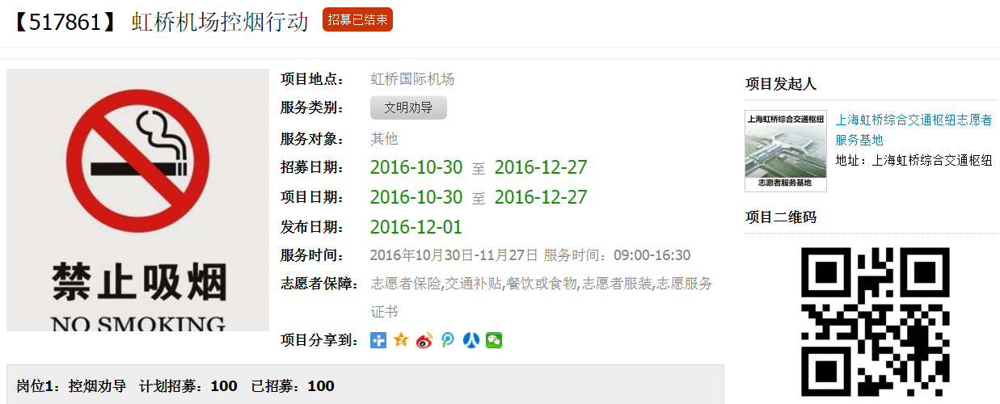 【517861】 虹桥机场控烟行动 招募已结束
禁止吸烟
NO SMOKING
项目地点： 虹桥国际机场
服务类别： 文明劝导
服务对象： 其他
招募日期： 2016-10-30 至 2016-12-27
项目日期： 2016-10-30 至 2016-12-27
发布日期： 2016-12-01
服务时间： 2016年10月30日-11月27日 服务时间：09:00-16:30
志愿者保障： 志愿者保险,交通补贴,餐饮或食物,志愿者服装,志愿服务
证书
项目分享到：
岗位1：控烟劝导 计划招募：100 已招募：100
项目发起人
上海虹桥综合交通枢纽
志愿者服务基地
上海虹桥综合交通枢纽志愿者
服务基地
地址：上海虹桥综合交通枢纽
项目二维码